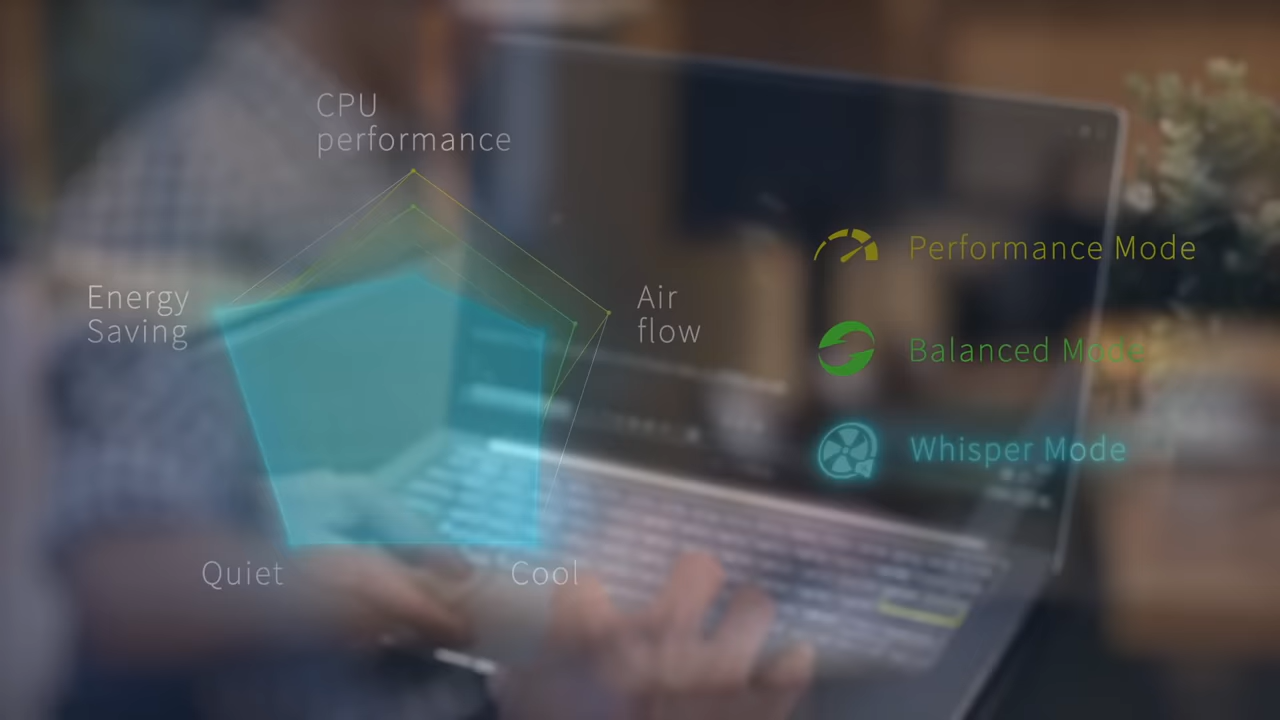 CPU
performance
Energy
Saving
Air
flow
Quiet
Cool
Performance Mode
Balanced Mode
Whisper Mode